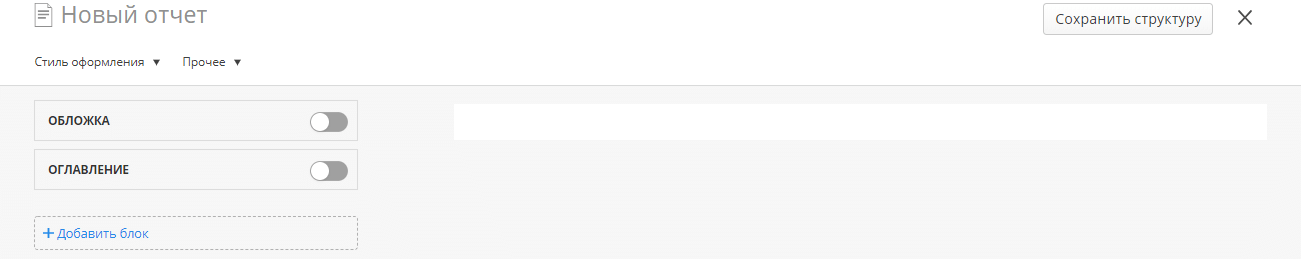 Новый отчет
Сохранить структуру
Стиль оформления
Прочее
ОБЛОЖКА
ОГЛАВЛЕНИЕ
+ Добавить блок